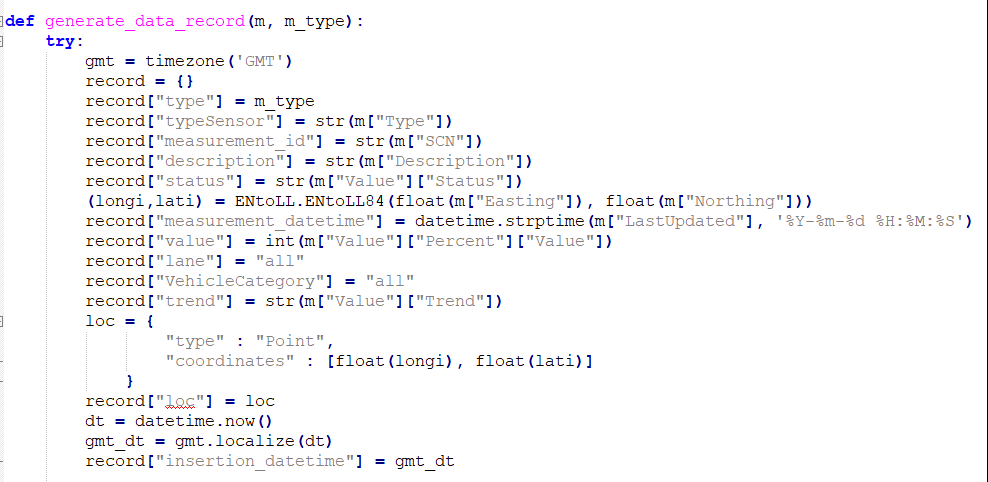 def generate_data_record(m, m_type):
    try:
        gmt = timezone('GMT')
        record = {}
        record["type"] = m_type
        record["typeSensor"] = str(m["Type"])
        record["measurement_id"] = str(m["SCN"])
        record["description"] = str(m["Description"])
        record["status"] = str(m["Value"]["Status"])
        (longi,lati) = ENtoLL.ENtoLL84(float(m["Easting"]), float(m["Northing"]))
        record["measurement_datetime"] = datetime.strptime(m["LastUpdated"], '%Y-%m-%d %H:%M:%S')
        record["value"] = int(m["Value"]["Percent"]["Value"])
        record["lane"] = "all"
        record["VehicleCategory"] = "all"
        record["trend"] = str(m["Value"]["Trend"])
        loc = {
                "type" : "Point",
                "coordinates" : [float(longi), float(lati)]
            }
        record["loc"] = loc
        dt = datetime.now()
        gmt_dt = gmt.localize(dt)
        record["insertion_datetime"] = gmt_dt